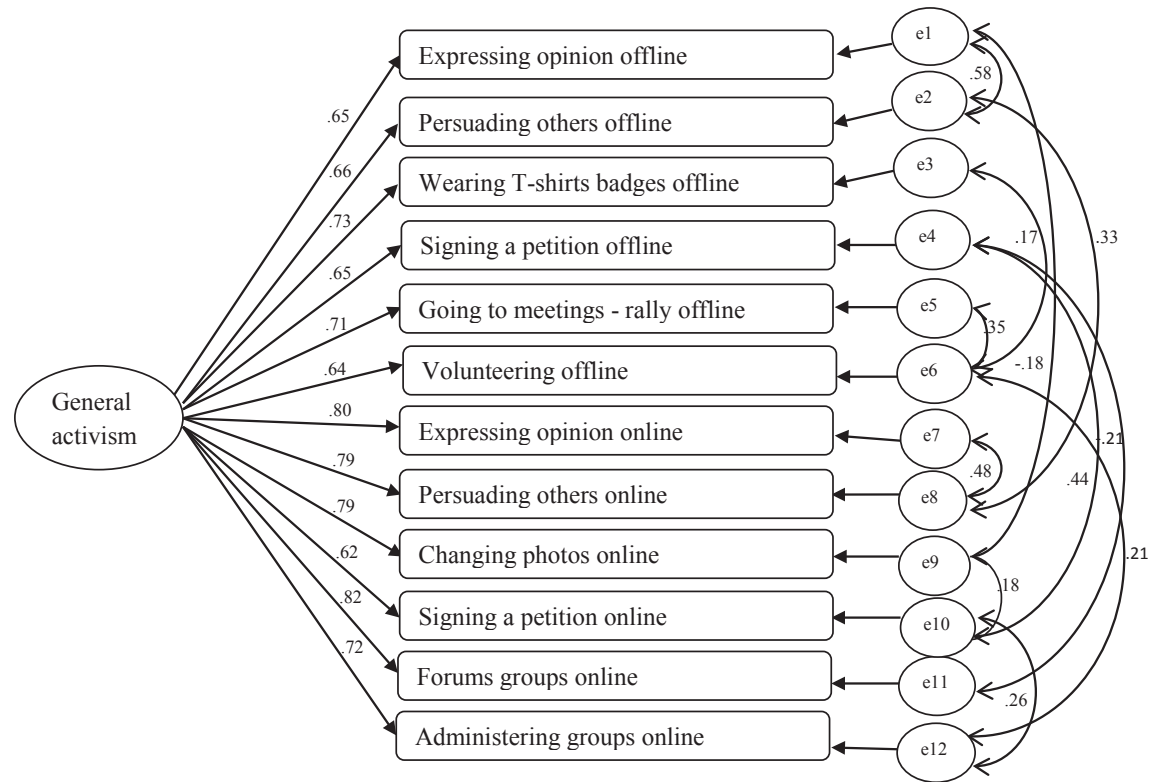 Expressing opinion offline
Persuading others offline
Wearing T-shirts badges offline
Signing a petition offline
Going to meetings - rally offline
Volunteering offline
Expressing opinion online
Persuading others online
Changing photos online
Signing a petition online
Forums groups online
Administering groups online
General
activism
.65
.66
.73
.65
.71
.64
.80
.79
.79
.62
.82
.72
e1
e2
e3
e4
e5
e6
e7
e8
e9
e10
e11
e12
.58
.17
.33
.35
-.18
.48
-.21
.44
.21
.18
.26